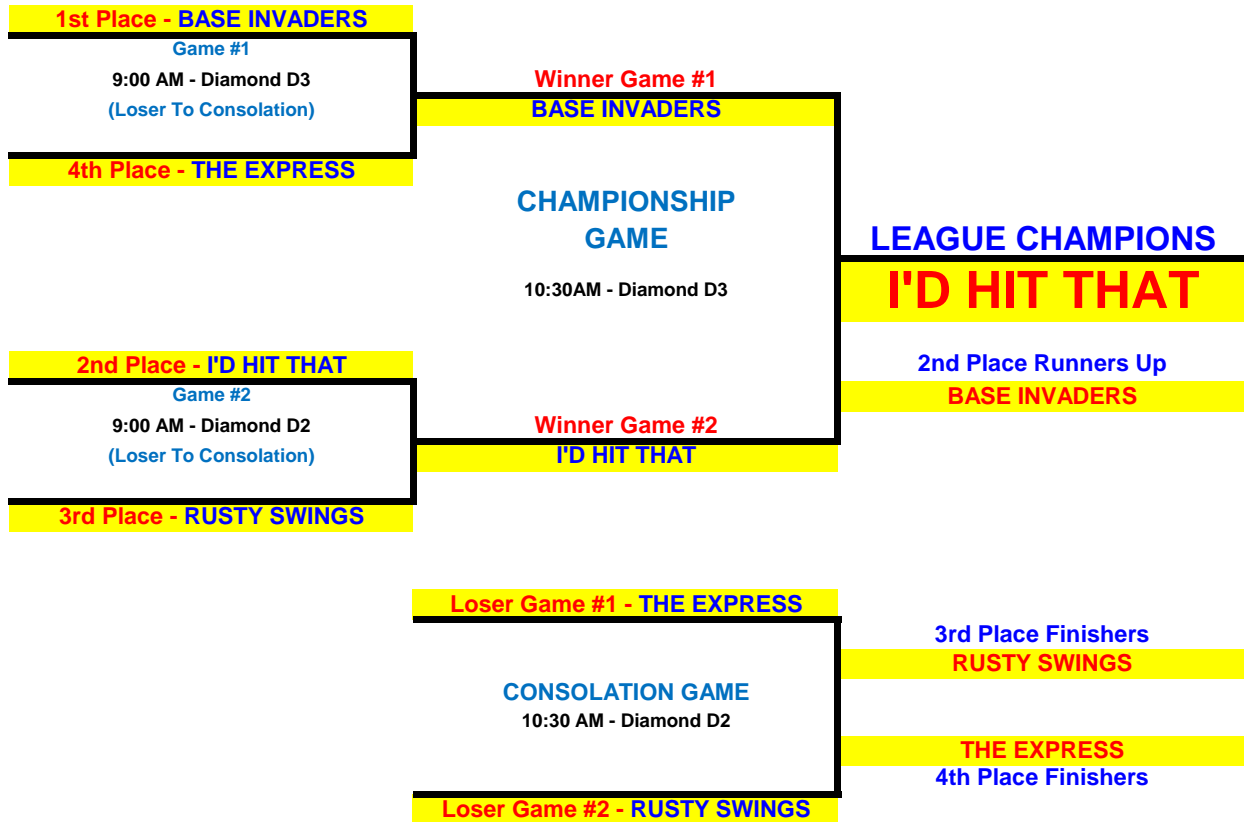 1st Place - BASE INVADERS
Game #1
9:00 AM - Diamond D3
(Loser To Consolation)
4th Place - THE EXPRESS
Winner Game #1
BASE INVADERS
CHAMPIONSHIP
GAME
10:30AM - Diamond D3
LEAGUE CHAMPIONS
I'D HIT THAT
2nd Place Runners Up
BASE INVADERS
2nd Place - I'D HIT THAT
Game #2
9:00 AM - Diamond D2
(Loser To Consolation)
3rd Place - RUSTY SWINGS
Winner Game #2
I'D HIT THAT
Loser Game #1 - THE EXPRESS
CONSOLATION GAME
10:30 AM - Diamond D2
Loser Game #2 - RUSTY SWINGS
3rd Place Finishers
RUSTY SWINGS
THE EXPRESS
4th Place Finishers